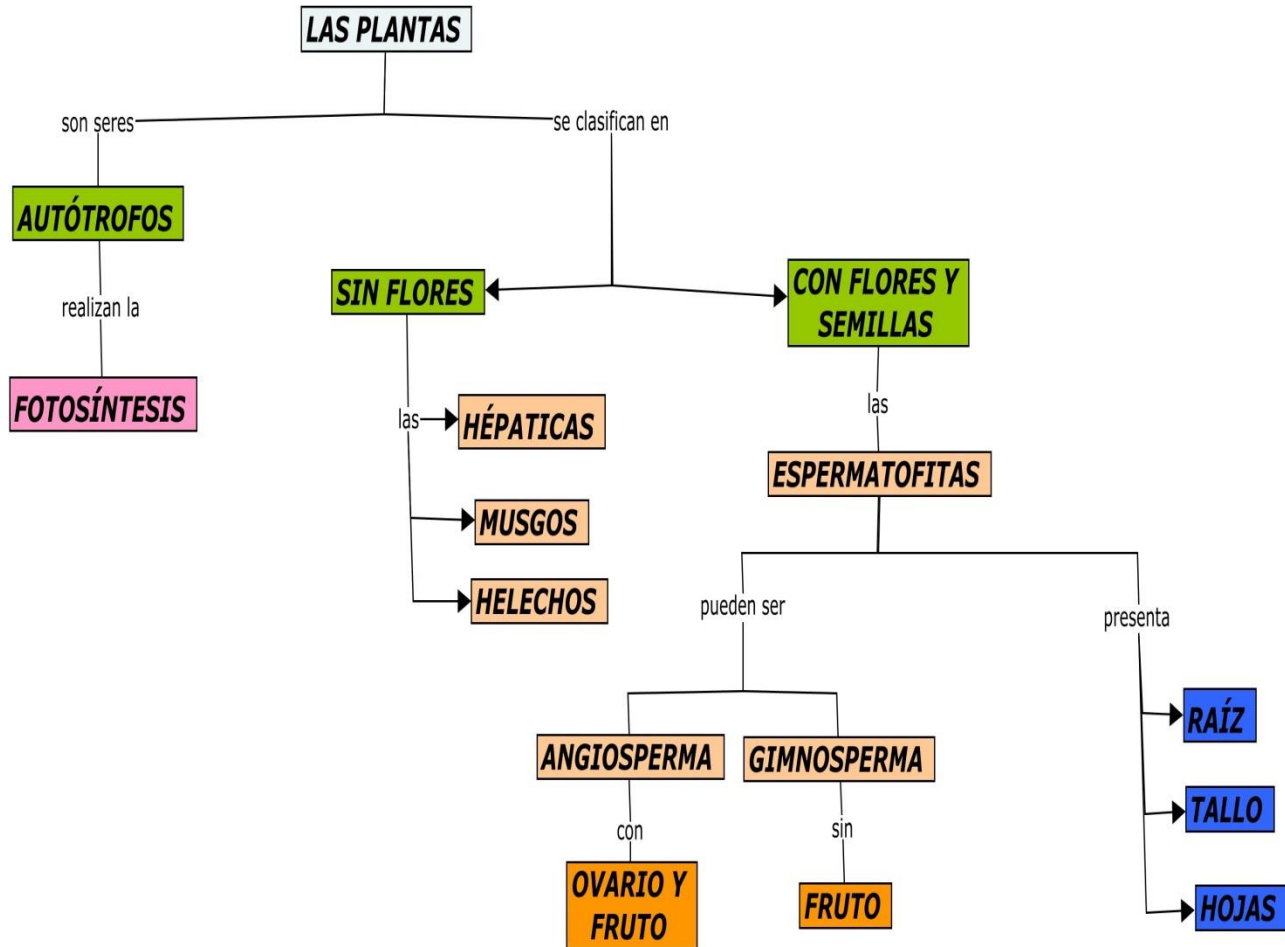 LAS PLANTAS
son seres
se clasifican en
AUTÓTROFOS
realizan la
FOTOSÍNTESIS
SIN FLORES
las
HÉPATICAS
MUSGOS
HELECHOS
CON FLORES Y
SEMILLAS
las
ESPERMATOFITAS
pueden ser
ANGIOSPERMA
con
OVARIO Y
FRUTO
GIMNOSPERMA
sin
FRUTO
presenta
RAÍZ
TALLO
HOJAS